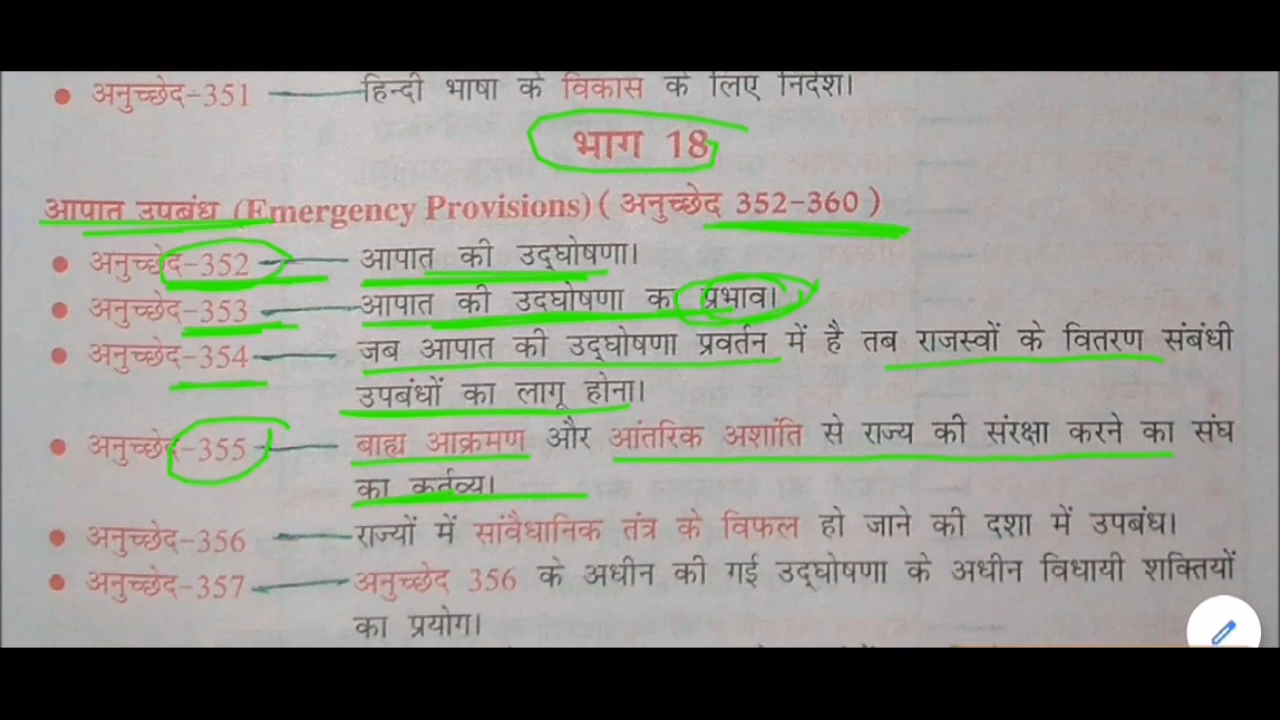 • अनुच्छेद-351 हिन्दी भाषा के विकास के लिए निदेश।
भाग 18
आपात उपबंध (Emergency Provisions) ( अनुच्छेद 352-360 )
• अनुच्छेद-352 आपात की उद्घोषणा।
• अनुच्छेद-353 आपात की उदघोषणा क प्रभाव।
• अनुच्छेद-354 जब आपात की उद्घोषणा प्रवर्तन में है तब राजस्वों के वितरण संबंधी
उपबंधों का लागू होना।
• अनुच्छेद-355 बाह्य आक्रमण और आंतरिक अशांति से राज्य की संरक्षा करने का संघ
का कर्तव्य।
• अनुच्छेद-356 राज्यों में सांवैधानिक तंत्र के विफल हो जाने की दशा में उपबंध।
• अनुच्छेद-357 अनुच्छेद 356 के अधीन की गई उद्घोषणा के अधीन विधायी शक्तियों
का प्रयोग।